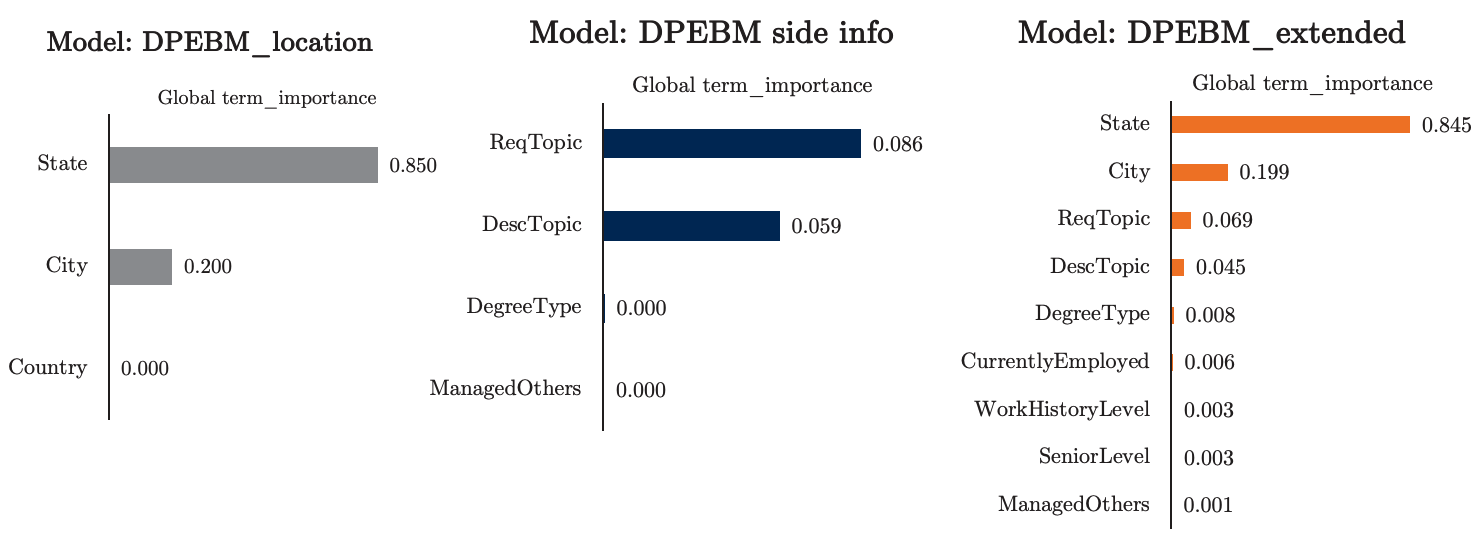 Model: DPEBM_location
Global term_importance
State 0.850
City 0.200
Country 0.000
Model: DPEBM side info
Global term_importance
ReqTopic 0.086
DescTopic 0.059
DegreeType 0.000
ManagedOthers 0.000
Model: DPEBM_extended
Global term_importance
State 0.845
City 0.199
ReqTopic 0.069
DescTopic 0.045
DegreeType 0.008
CurrentlyEmployed 0.006
WorkHistoryLevel 0.003
SeniorLevel 0.003
ManagedOthers 0.001